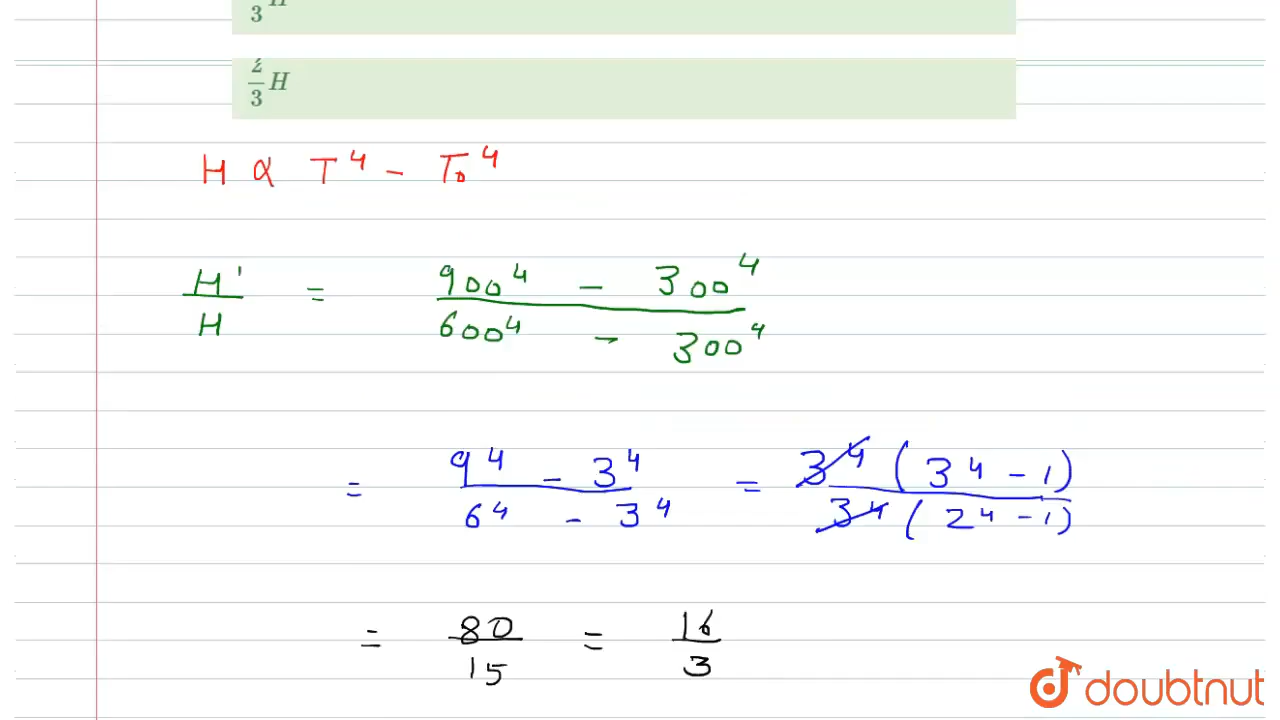 3 H
2/3 H
H ∝ T⁴ - T₀⁴
H'/H = (900⁴ - 300⁴)/(600⁴ - 300⁴)
= (9⁴ - 3⁴)/(6⁴ - 3⁴) = 3⁴(3⁴ - 1)/3⁴(2⁴ - 1)
= 80/15 = 16/3
doubtnut